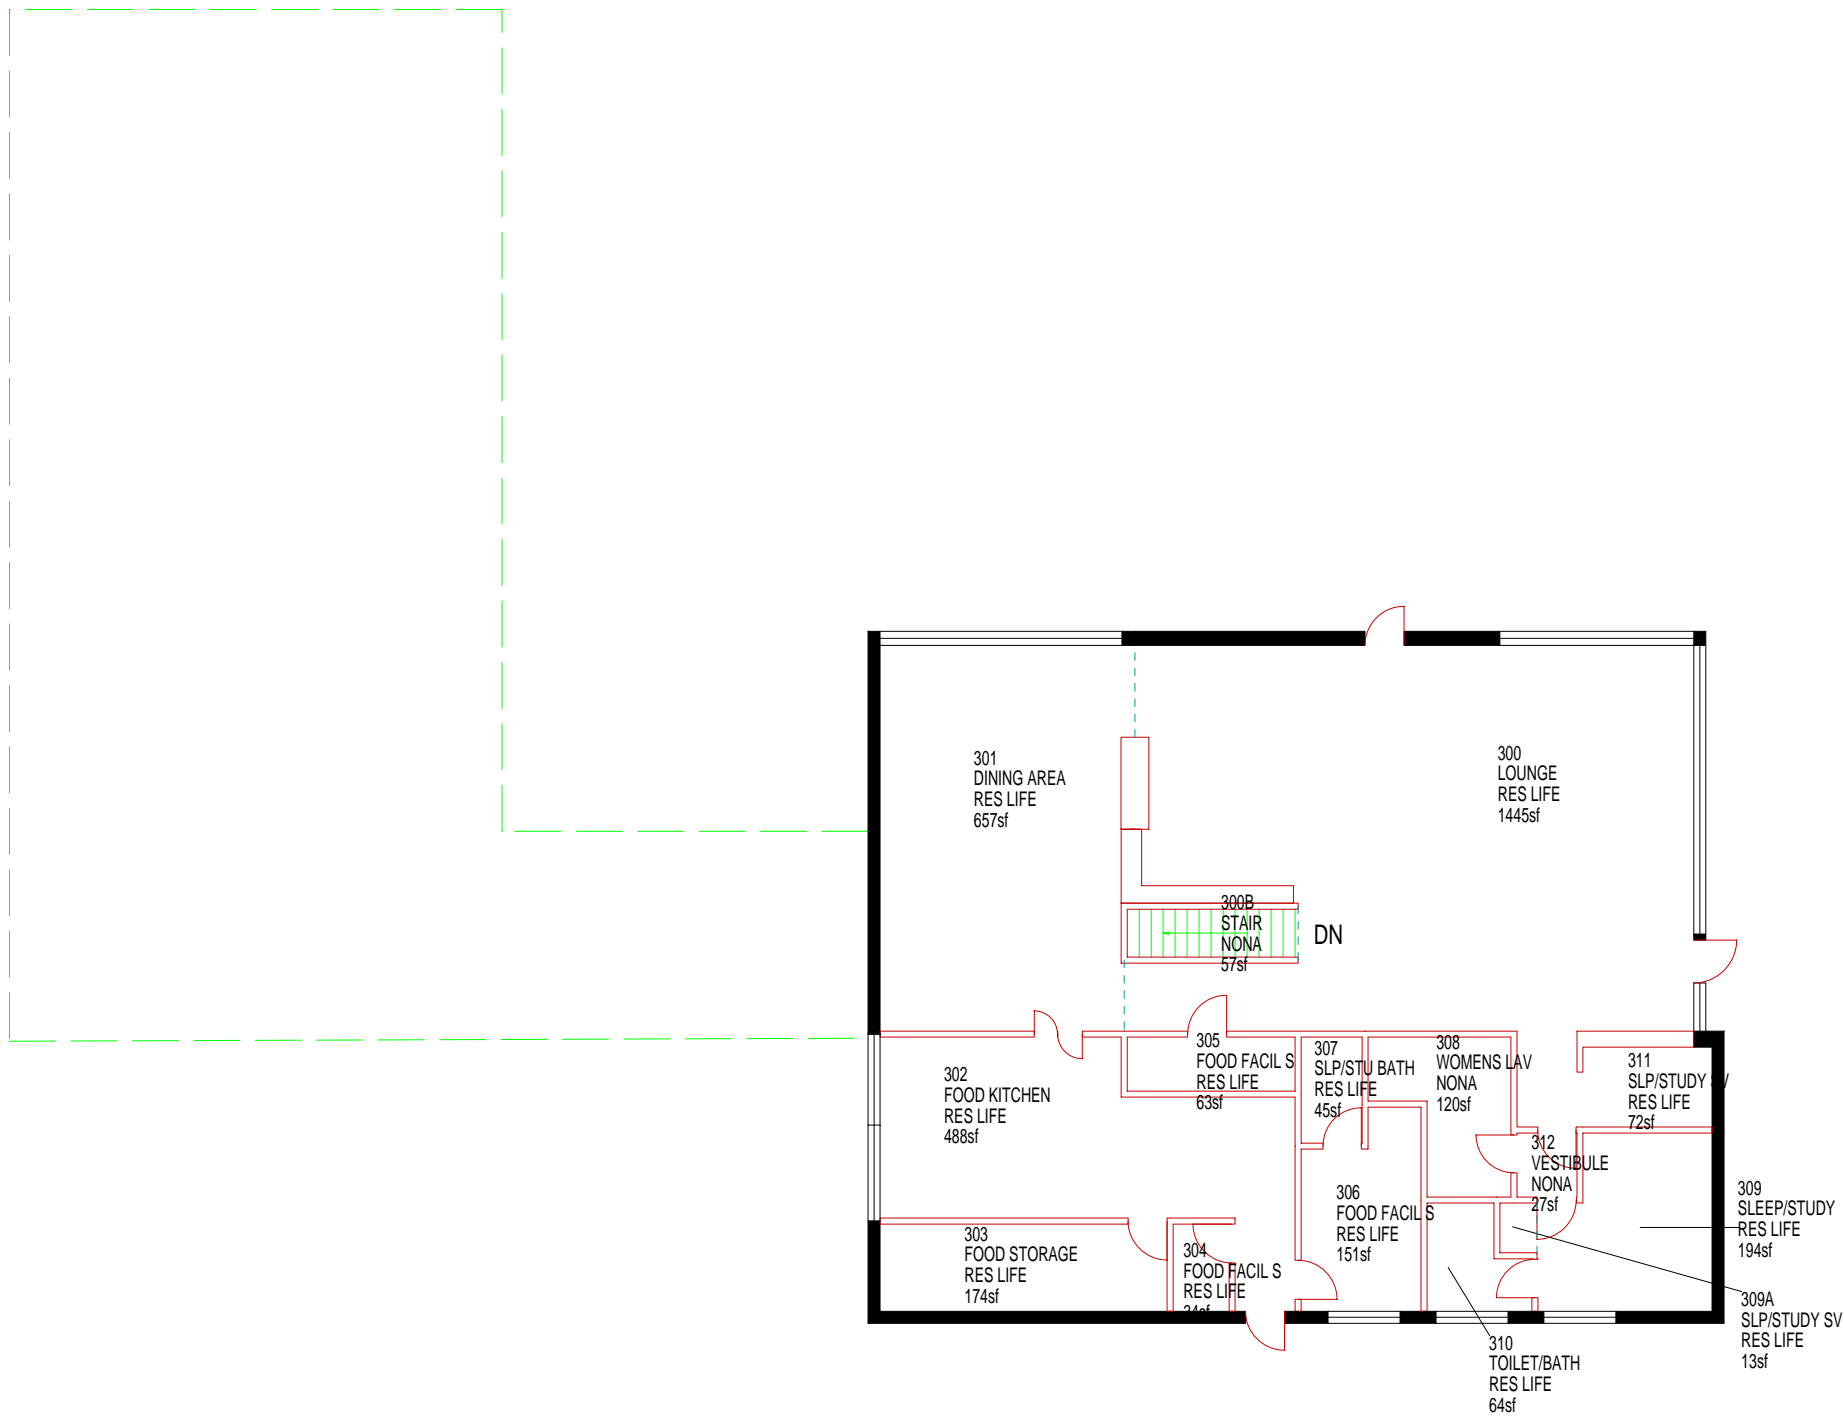 301
DINING AREA
RES LIFE
657sf
300
LOUNGE
RES LIFE
1445sf
300B
STAIR
NONA
57sf
DN
302
FOOD KITCHEN
RES LIFE
488sf
305
FOOD FACIL S
RES LIFE
63sf
307
SLP/STU BATH
RES LIFE
45sf
308
WOMENS LAV
NONA
120sf
311
SLP/STUDY SV
RES LIFE
72sf
312
VESTIBULE
NONA
27sf
303
FOOD STORAGE
RES LIFE
174sf
304
FOOD FACIL S
RES LIFE
34sf
306
FOOD FACIL S
RES LIFE
151sf
309
SLEEP/STUDY
RES LIFE
194sf
309A
SLP/STUDY SV
RES LIFE
13sf
310
TOILET/BATH
RES LIFE
64sf